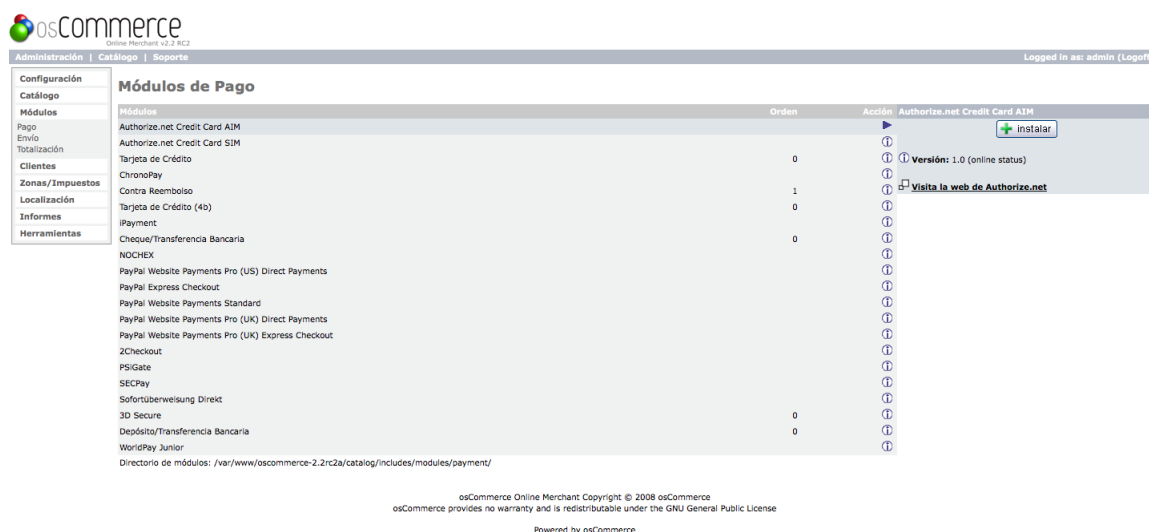 osCommerce
Online Merchant v2.2 RC2
Administración | Catálogo | Soporte
Logged in as: admin (Logoff
Configuración
Catálogo
Módulos
Pago
Envío
Totalización
Clientes
Zonas/Impuestos
Localización
Informes
Herramientas
Módulos de Pago
Módulos Orden Acción
Authorize.net Credit Card AIM
Authorize.net Credit Card SIM
Tarjeta de Crédito 0
ChronoPay
Contra Reembolso 1
Tarjeta de Crédito (4b) 0
iPayment
Cheque/Transferencia Bancaria 0
NOCHEX
PayPal Website Payments Pro (US) Direct Payments
PayPal Express Checkout
PayPal Website Payments Standard
PayPal Website Payments Pro (UK) Direct Payments
PayPal Website Payments Pro (UK) Express Checkout
2Checkout
PSiGate
SECPay
Sofortüberweisung Direkt
3D Secure 0
Depósito/Transferencia Bancaria 0
WorldPay Junior
Directorio de módulos: /var/www/oscommerce-2.2rc2a/catalog/includes/modules/payment/
Authorize.net Credit Card AIM
instalar
Versión: 1.0 (online status)
Visita la web de Authorize.net
osCommerce Online Merchant Copyright © 2008 osCommerce
osCommerce provides no warranty and is redistributable under the GNU General Public License
Powered by osCommerce